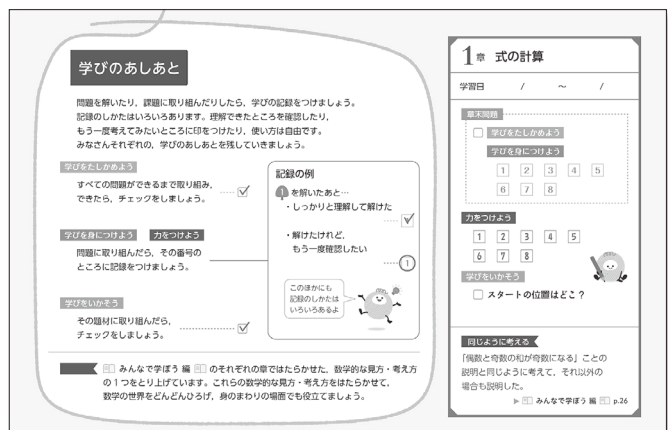 学びのあしあと
問題を解いたり，課題に取り組んだりしたら，学びの記録をつけましょう。
記録のしかたはいろいろあります。理解できたところを確認したり，
もう一度考えてみたいところに印をつけたり，使い方は自由です。
みなさんそれぞれの，学びのあしあとを残していきましょう。
学びをたしかめよう
すべての問題ができるまで取り組み，
できたら，チェックをしましょう。
学びを身につけよう 力をつけよう
問題に取り組んだら，その番号の
ところに記録をつけましょう。
学びをいかそう
その題材に取り組んだら，
チェックをしましょう。
記録の例
1 を解いたあと…
・しっかりと理解して解けた
・解けたけれど，
もう一度確認したい
1
このほかにも
記録のしかたは
いろいろあるよ
みんなで学ぼう 編 のそれぞれの章ではたらかせた，数学的な見方・考え方
の1つをとり上げています。これらの数学的な見方・考え方をはたらかせて，
数学の世界をどんどんひろげ，身のまわりの場面でも役立てましょう。
1章 式の計算
学習日 / ～ /
章末問題
学びをたしかめよう
学びを身につけよう
1 2 3 4 5
6 7 8
力をつけよう
1 2 3 4 5
6 7 8
学びをいかそう
スタートの位置はどこ？
同じように考える
「偶数と奇数の和が奇数になる」ことの
説明と同じように考えて，それ以外の
場合も説明した。
▶ みんなで学ぼう 編 p.26